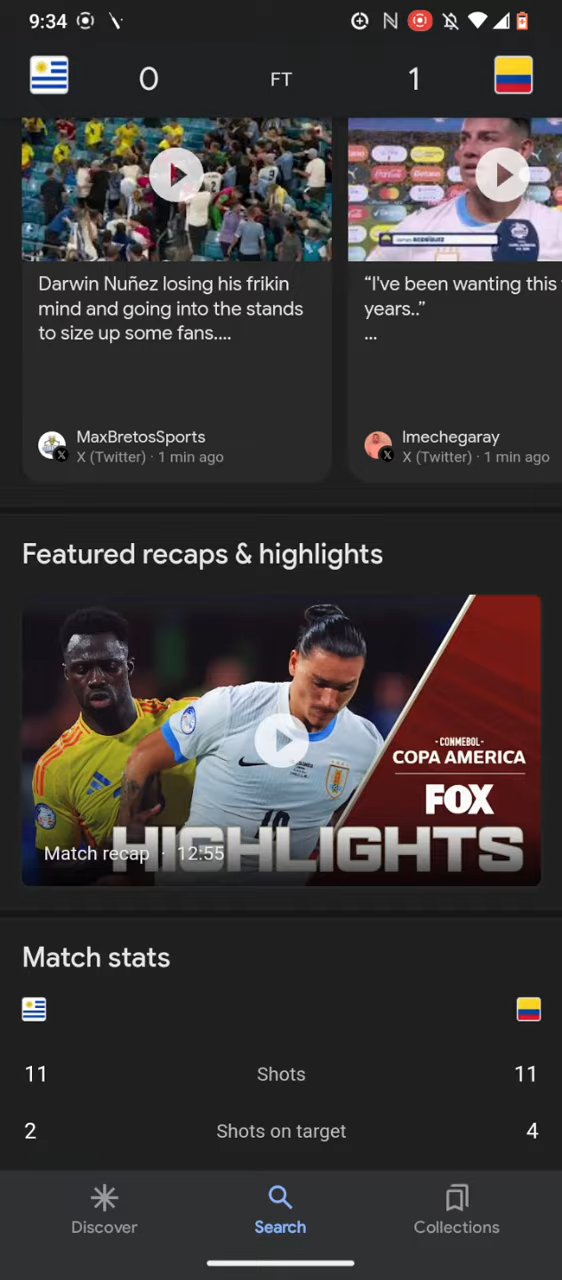 9:34
0 FT 1
Darwin Nuñez losing his frikin
mind and going into the stands
to size up some fans....
MaxBretosSports
X (Twitter) · 1 min ago
James RODRÍGUEZ
“I've been wanting this
years..”
...
lmechegaray
X (Twitter) · 1 min ago
Featured recaps & highlights
·CONMEBOL·
COPA AMERICA
FOX
HIGHLIGHTS
Match recap · 12:55
Match stats
11 Shots 11
2 Shots on target 4
Discover Search Collections